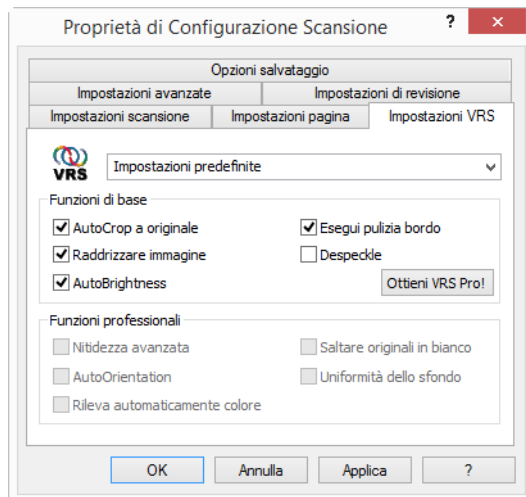 Proprietà di Configurazione Scansione ? ×
Opzioni salvataggio
Impostazioni avanzate Impostazioni di revisione
Impostazioni scansione Impostazioni pagina Impostazioni VRS
VRS Impostazioni predefinite
Funzioni di base
AutoCrop a originale Esegui pulizia bordo
Raddrizzare immagine Despeckle
AutoBrightness Ottieni VRS Pro!
Funzioni professionali
Nitidezza avanzata Saltare originali in bianco
AutoOrientation Uniformità dello sfondo
Rileva automaticamente colore
OK Annulla Applica ?